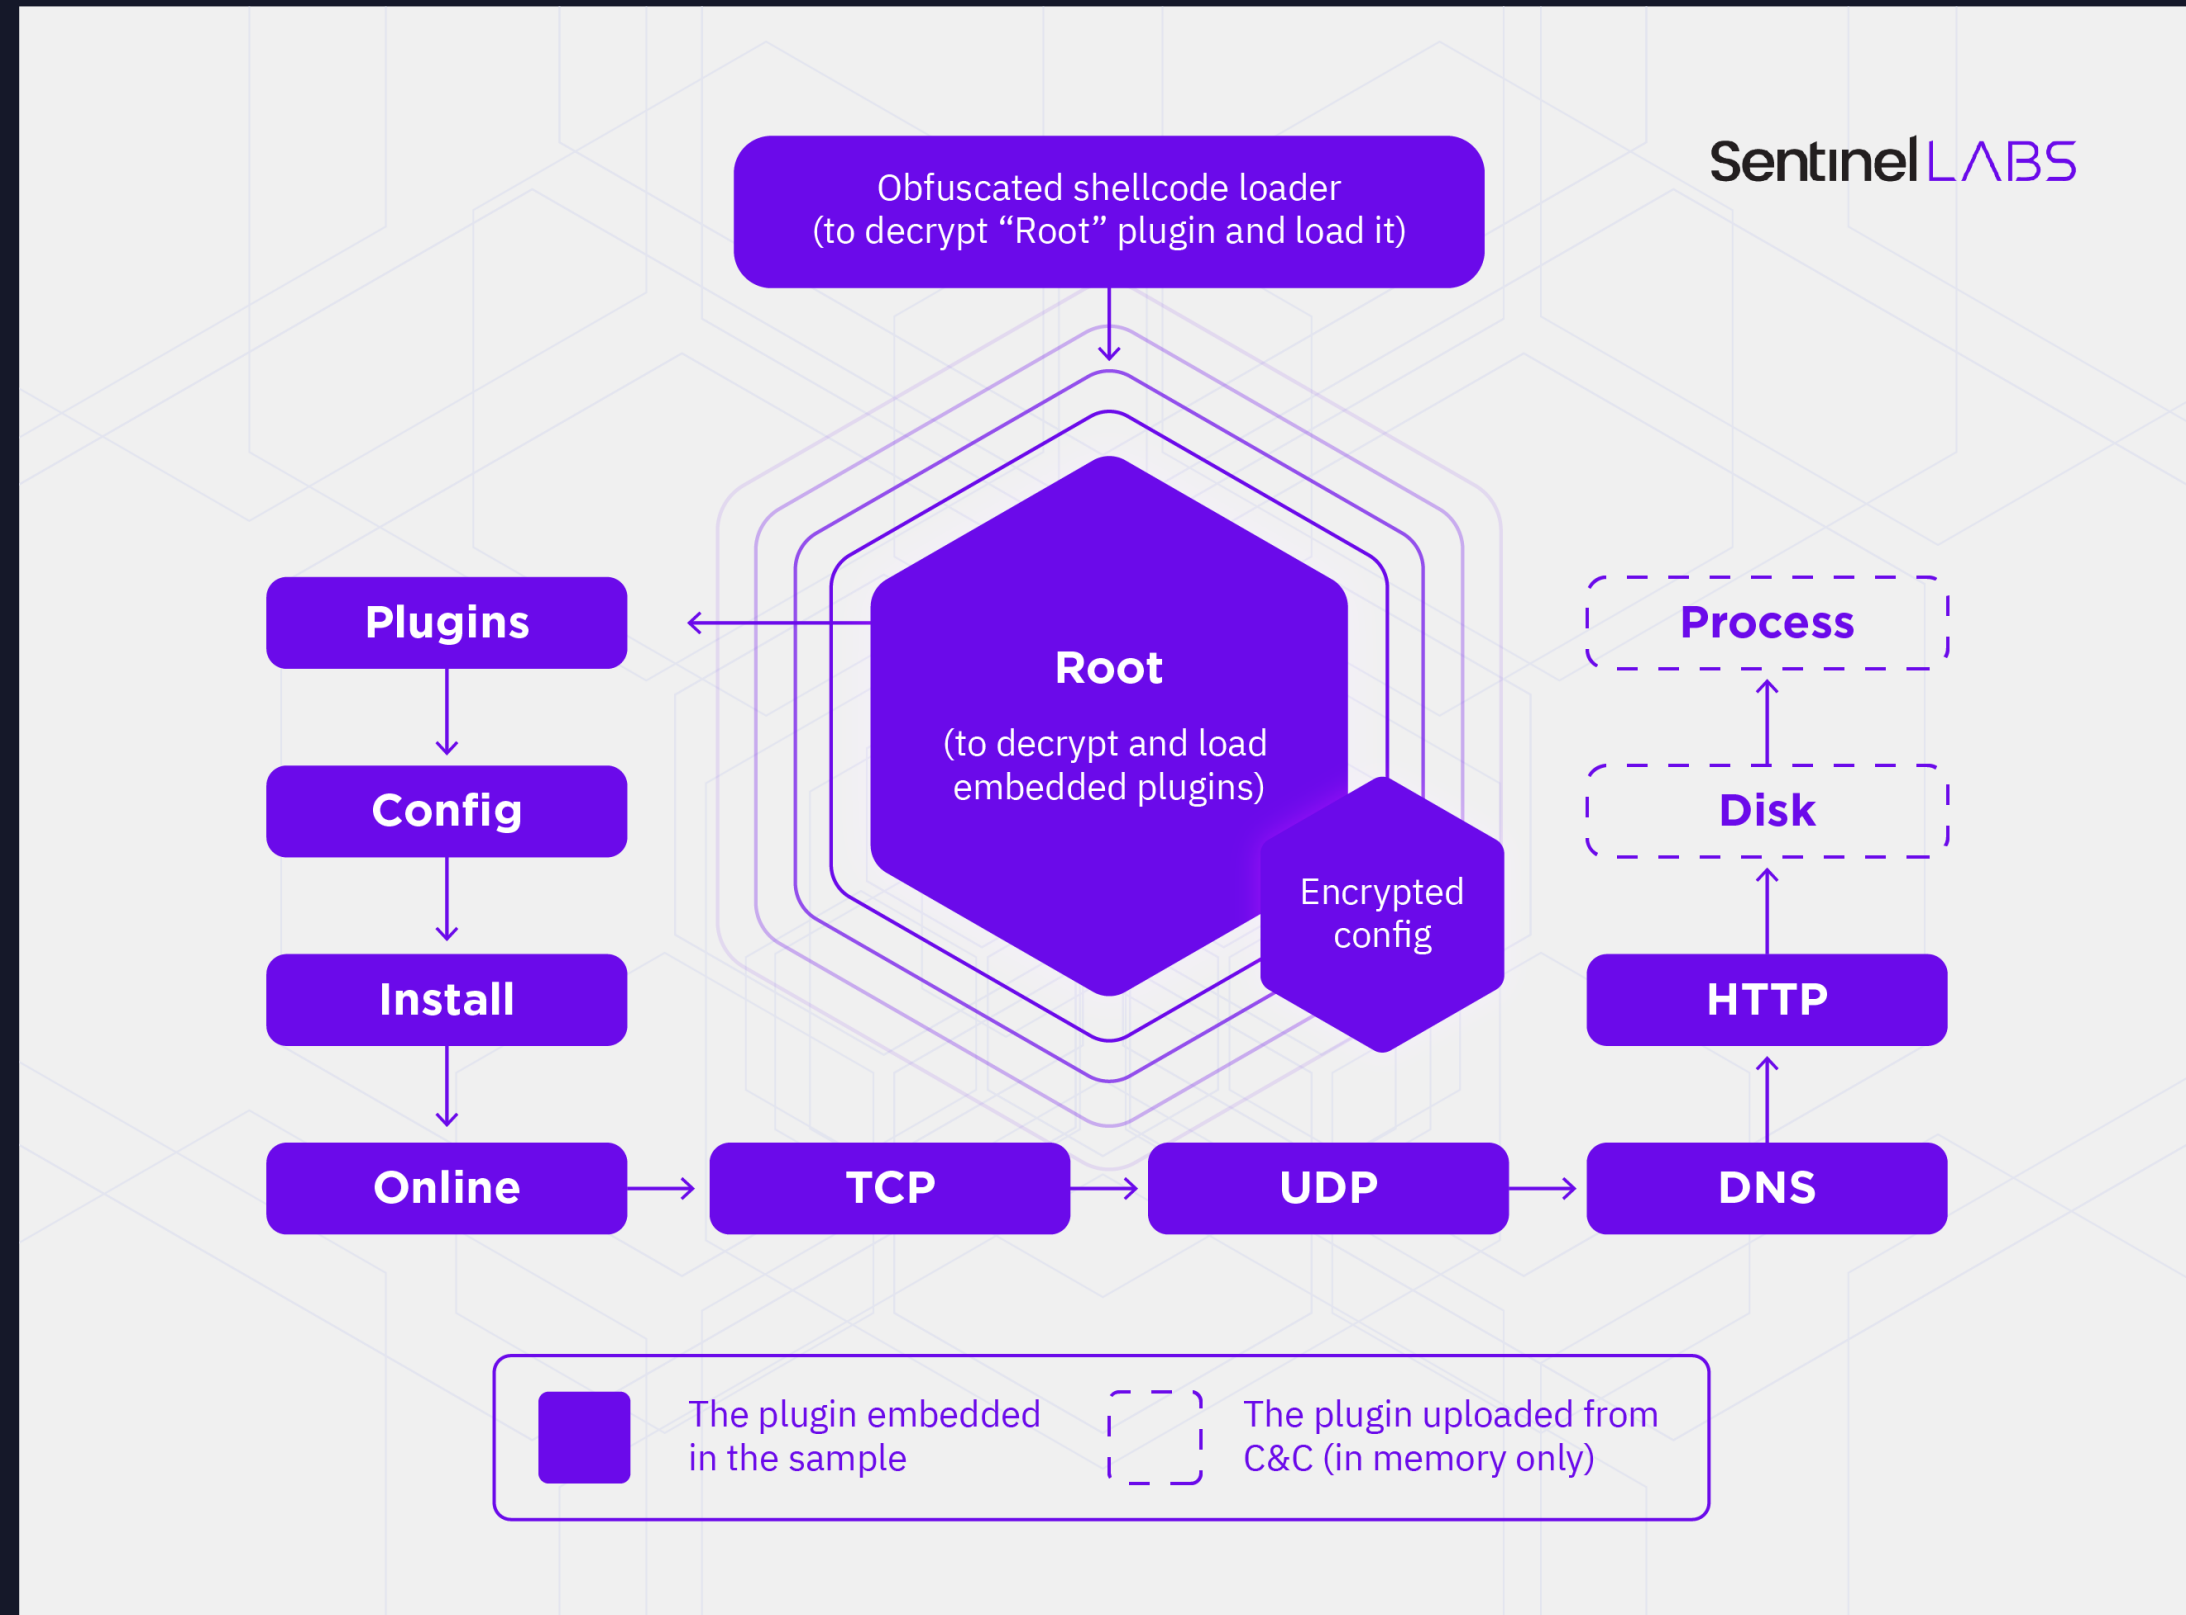 SentinelLABS
Obfuscated shellcode loader
(to decrypt “Root” plugin and load it)
Root
(to decrypt and load
embedded plugins)
Encrypted
config
Plugins
Config
Install
Online
TCP
UDP
DNS
HTTP
Disk
Process
The plugin embedded
in the sample
The plugin uploaded from
C&C (in memory only)